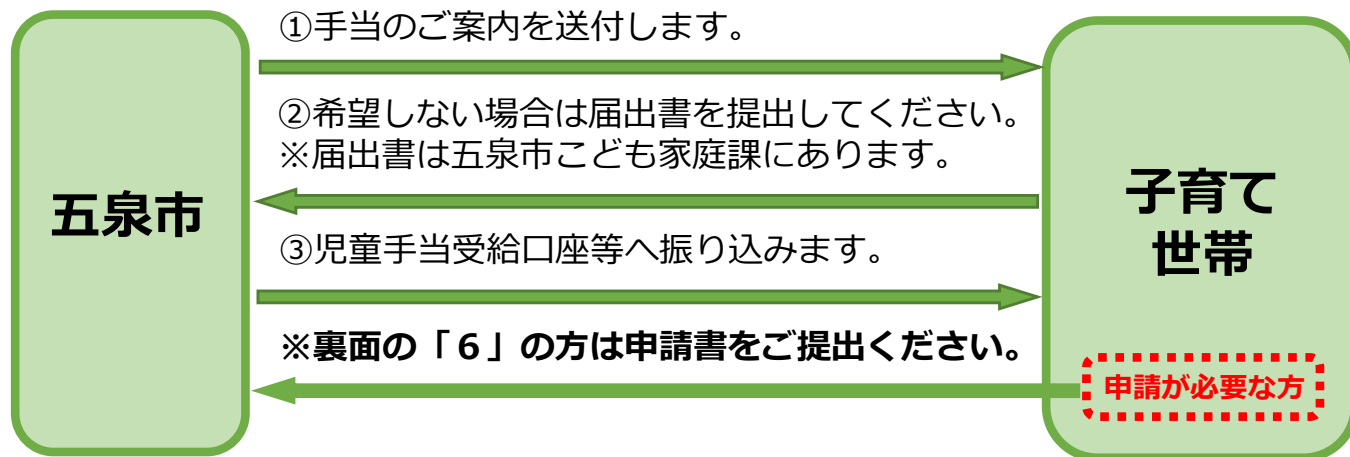 五泉市
①手当のご案内を送付します。
②希望しない場合は届出書を提出してください。
※届出書は五泉市こども家庭課にあります。
③児童手当受給口座等へ振り込みます。
※裏面の「６」の方は申請書をご提出ください。
子育て
世帯
申請が必要な方